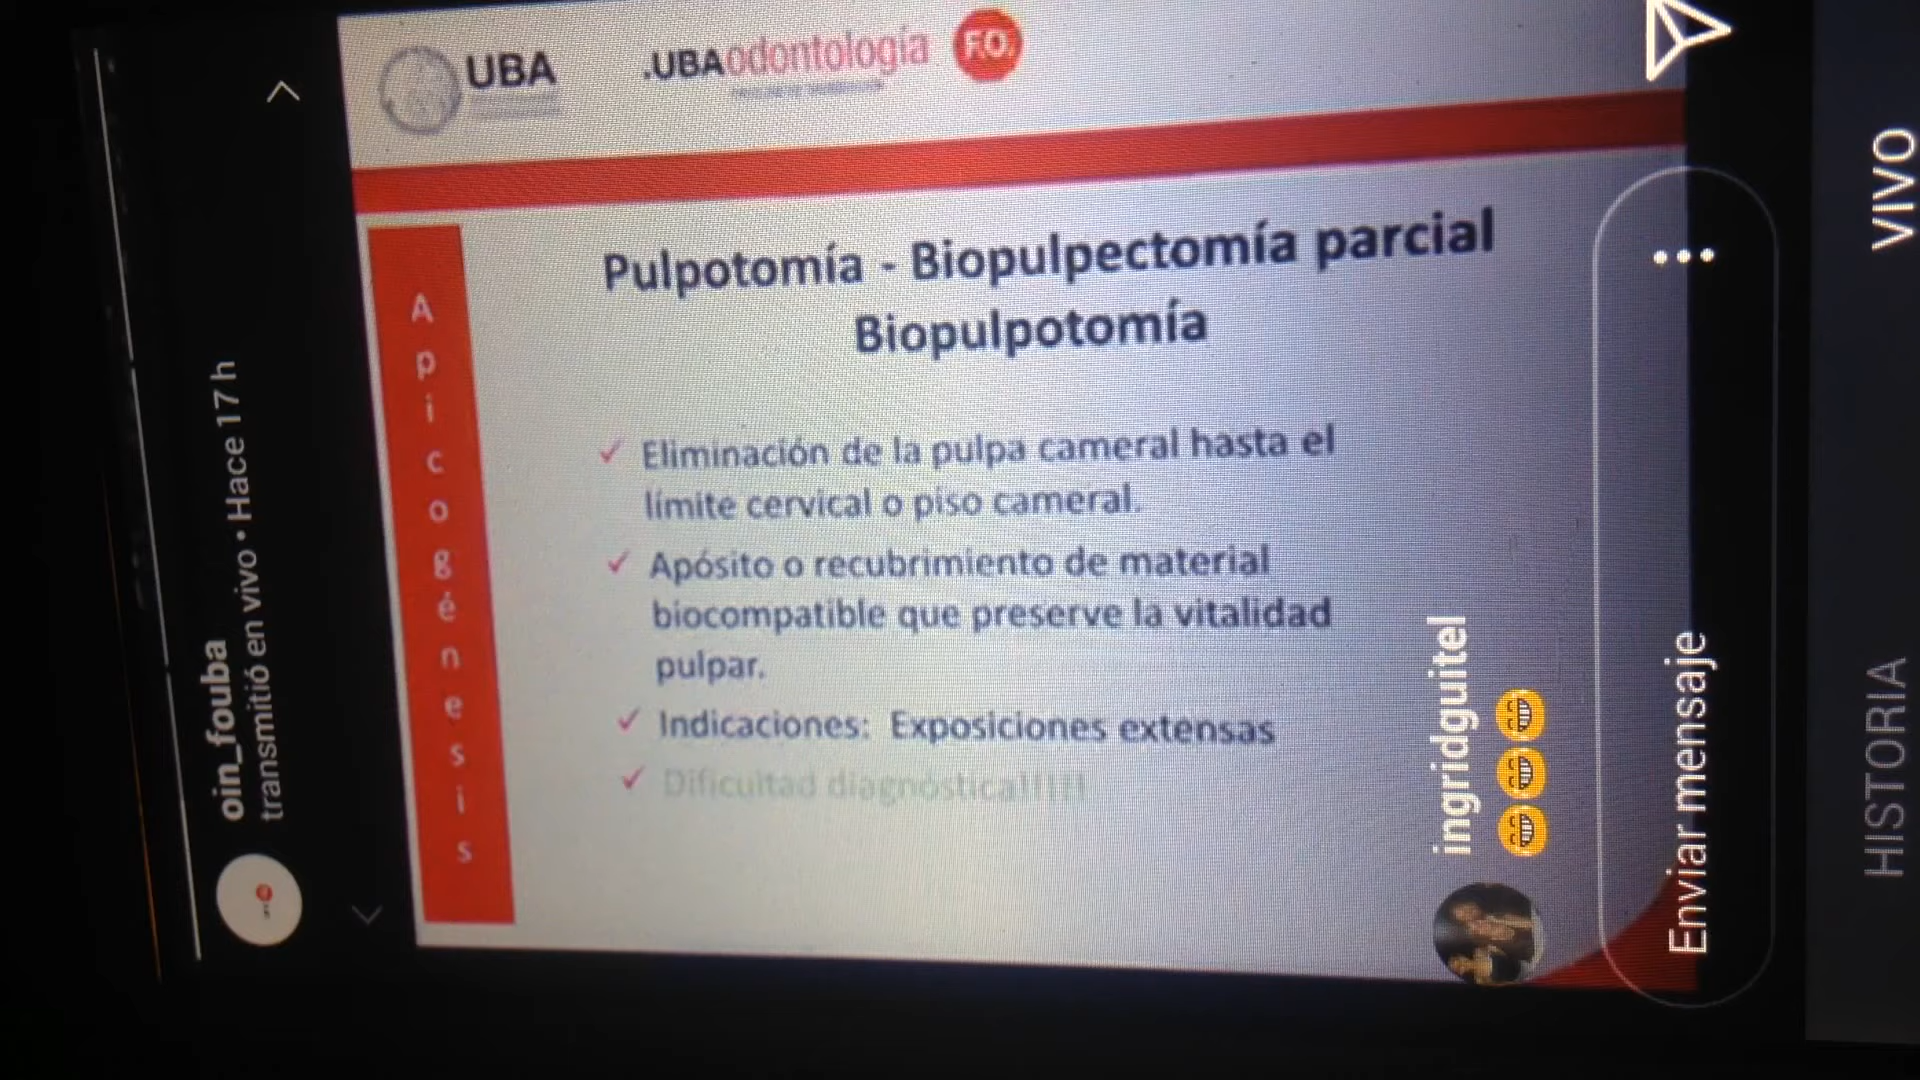 oin_fouba
transmitió en vivo • Hace 17 h
UBA
.UBAodontología
F.O.
Apicogénesis
Pulpotomía - Biopulpectomía parcial
Biopulpotomía
✓ Eliminación de la pulpa cameral hasta el
límite cervical o piso cameral.
✓ Apósito o recubrimiento de material
biocompatible que preserve la vitalidad
pulpar.
✓ Indicaciones: Exposiciones extensas
✓ Dificultad diagnóstica!!!!!
ingridguitel
😁😁😁
Enviar mensaje
HISTORIA
VIVO